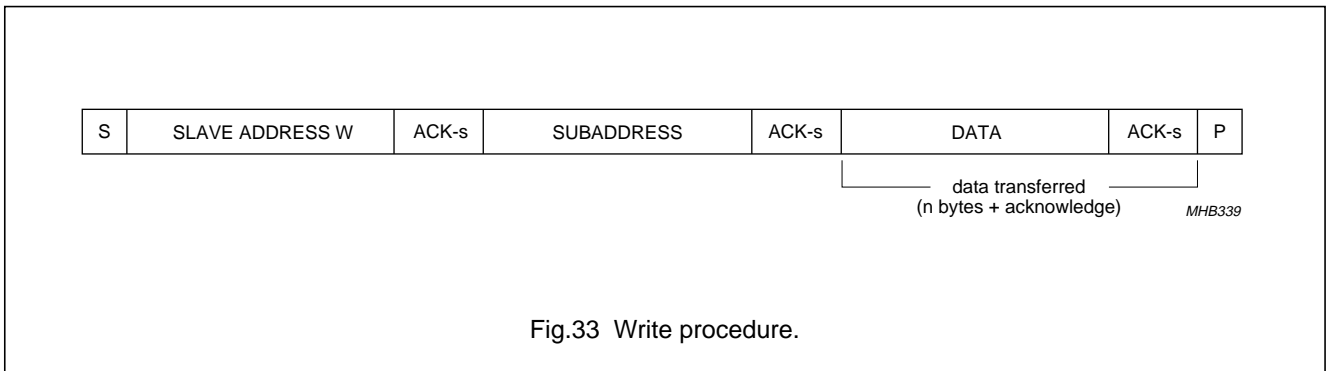 S SLAVE ADDRESS W ACK-s SUBADDRESS ACK-s DATA ACK-s P
data transferred
(n bytes + acknowledge)
MHB339
Fig.33 Write procedure.